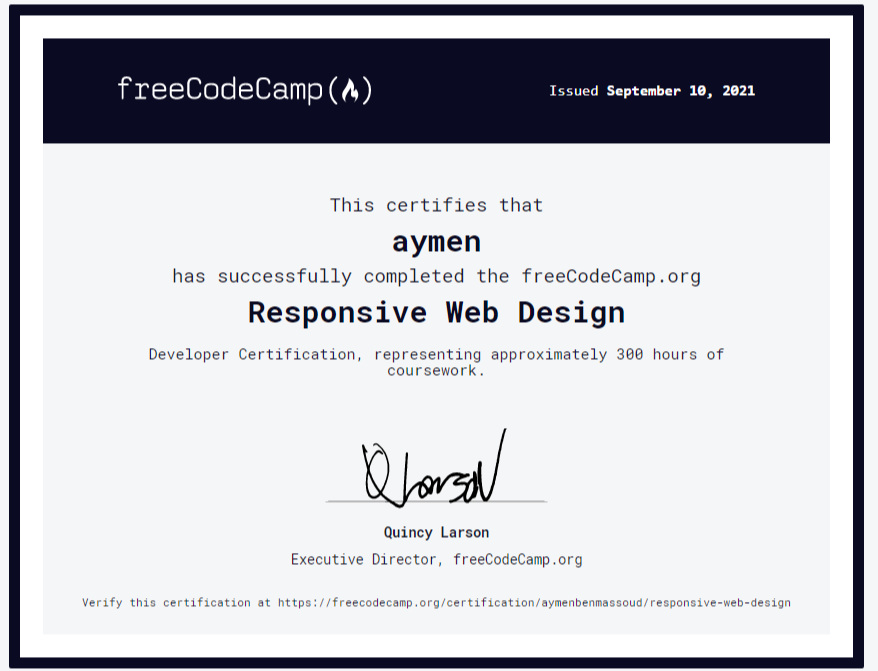 freeCodeCamp(🔥)
Issued September 10, 2021
This certifies that
aymen
has successfully completed the freeCodeCamp.org
Responsive Web Design
Developer Certification, representing approximately 300 hours of
coursework.
Q Larson
Quincy Larson
Executive Director, freeCodeCamp.org
Verify this certification at https://freecodecamp.org/certification/aymenbenmassoud/responsive-web-design